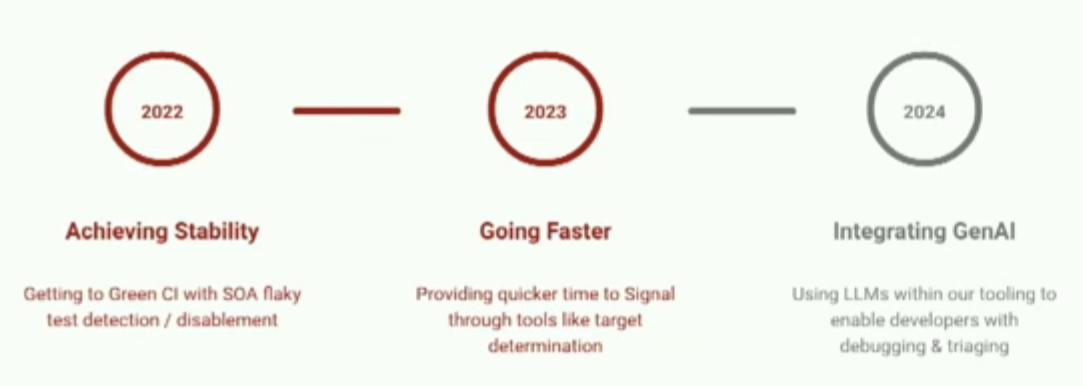 2022
2023
2024
Achieving Stability
Going Faster
Integrating GenAI
Getting to Green CI with SOA flaky
test detection / disablement
Providing quicker time to Signal
through tools like target
determination
Using LLMs within our tooling to
enable developers with
debugging & triaging